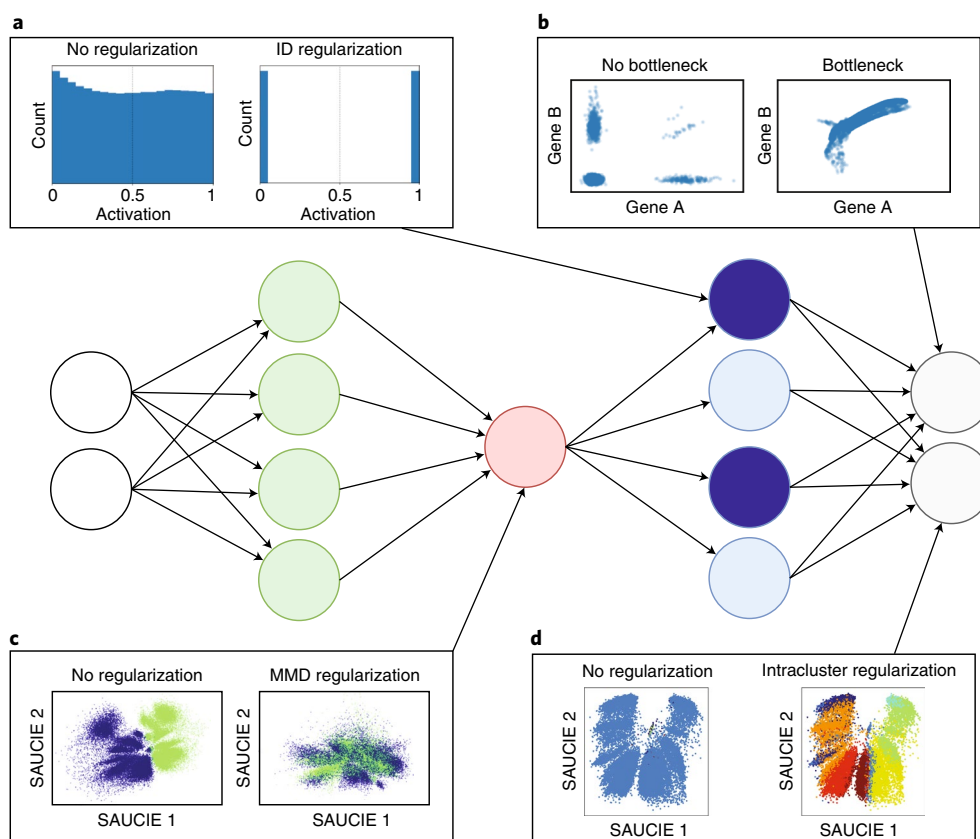 a
No regularization
ID regularization
Count
Count
0
0.5
1
0
0.5
1
Activation
Activation
b
No bottleneck
Bottleneck
Gene B
Gene B
Gene A
Gene A
c
No regularization
MMD regularization
SAUCIE 2
SAUCIE 2
SAUCIE 1
SAUCIE 1
d
No regularization
Intracluster regularization
SAUCIE 2
SAUCIE 2
SAUCIE 1
SAUCIE 1